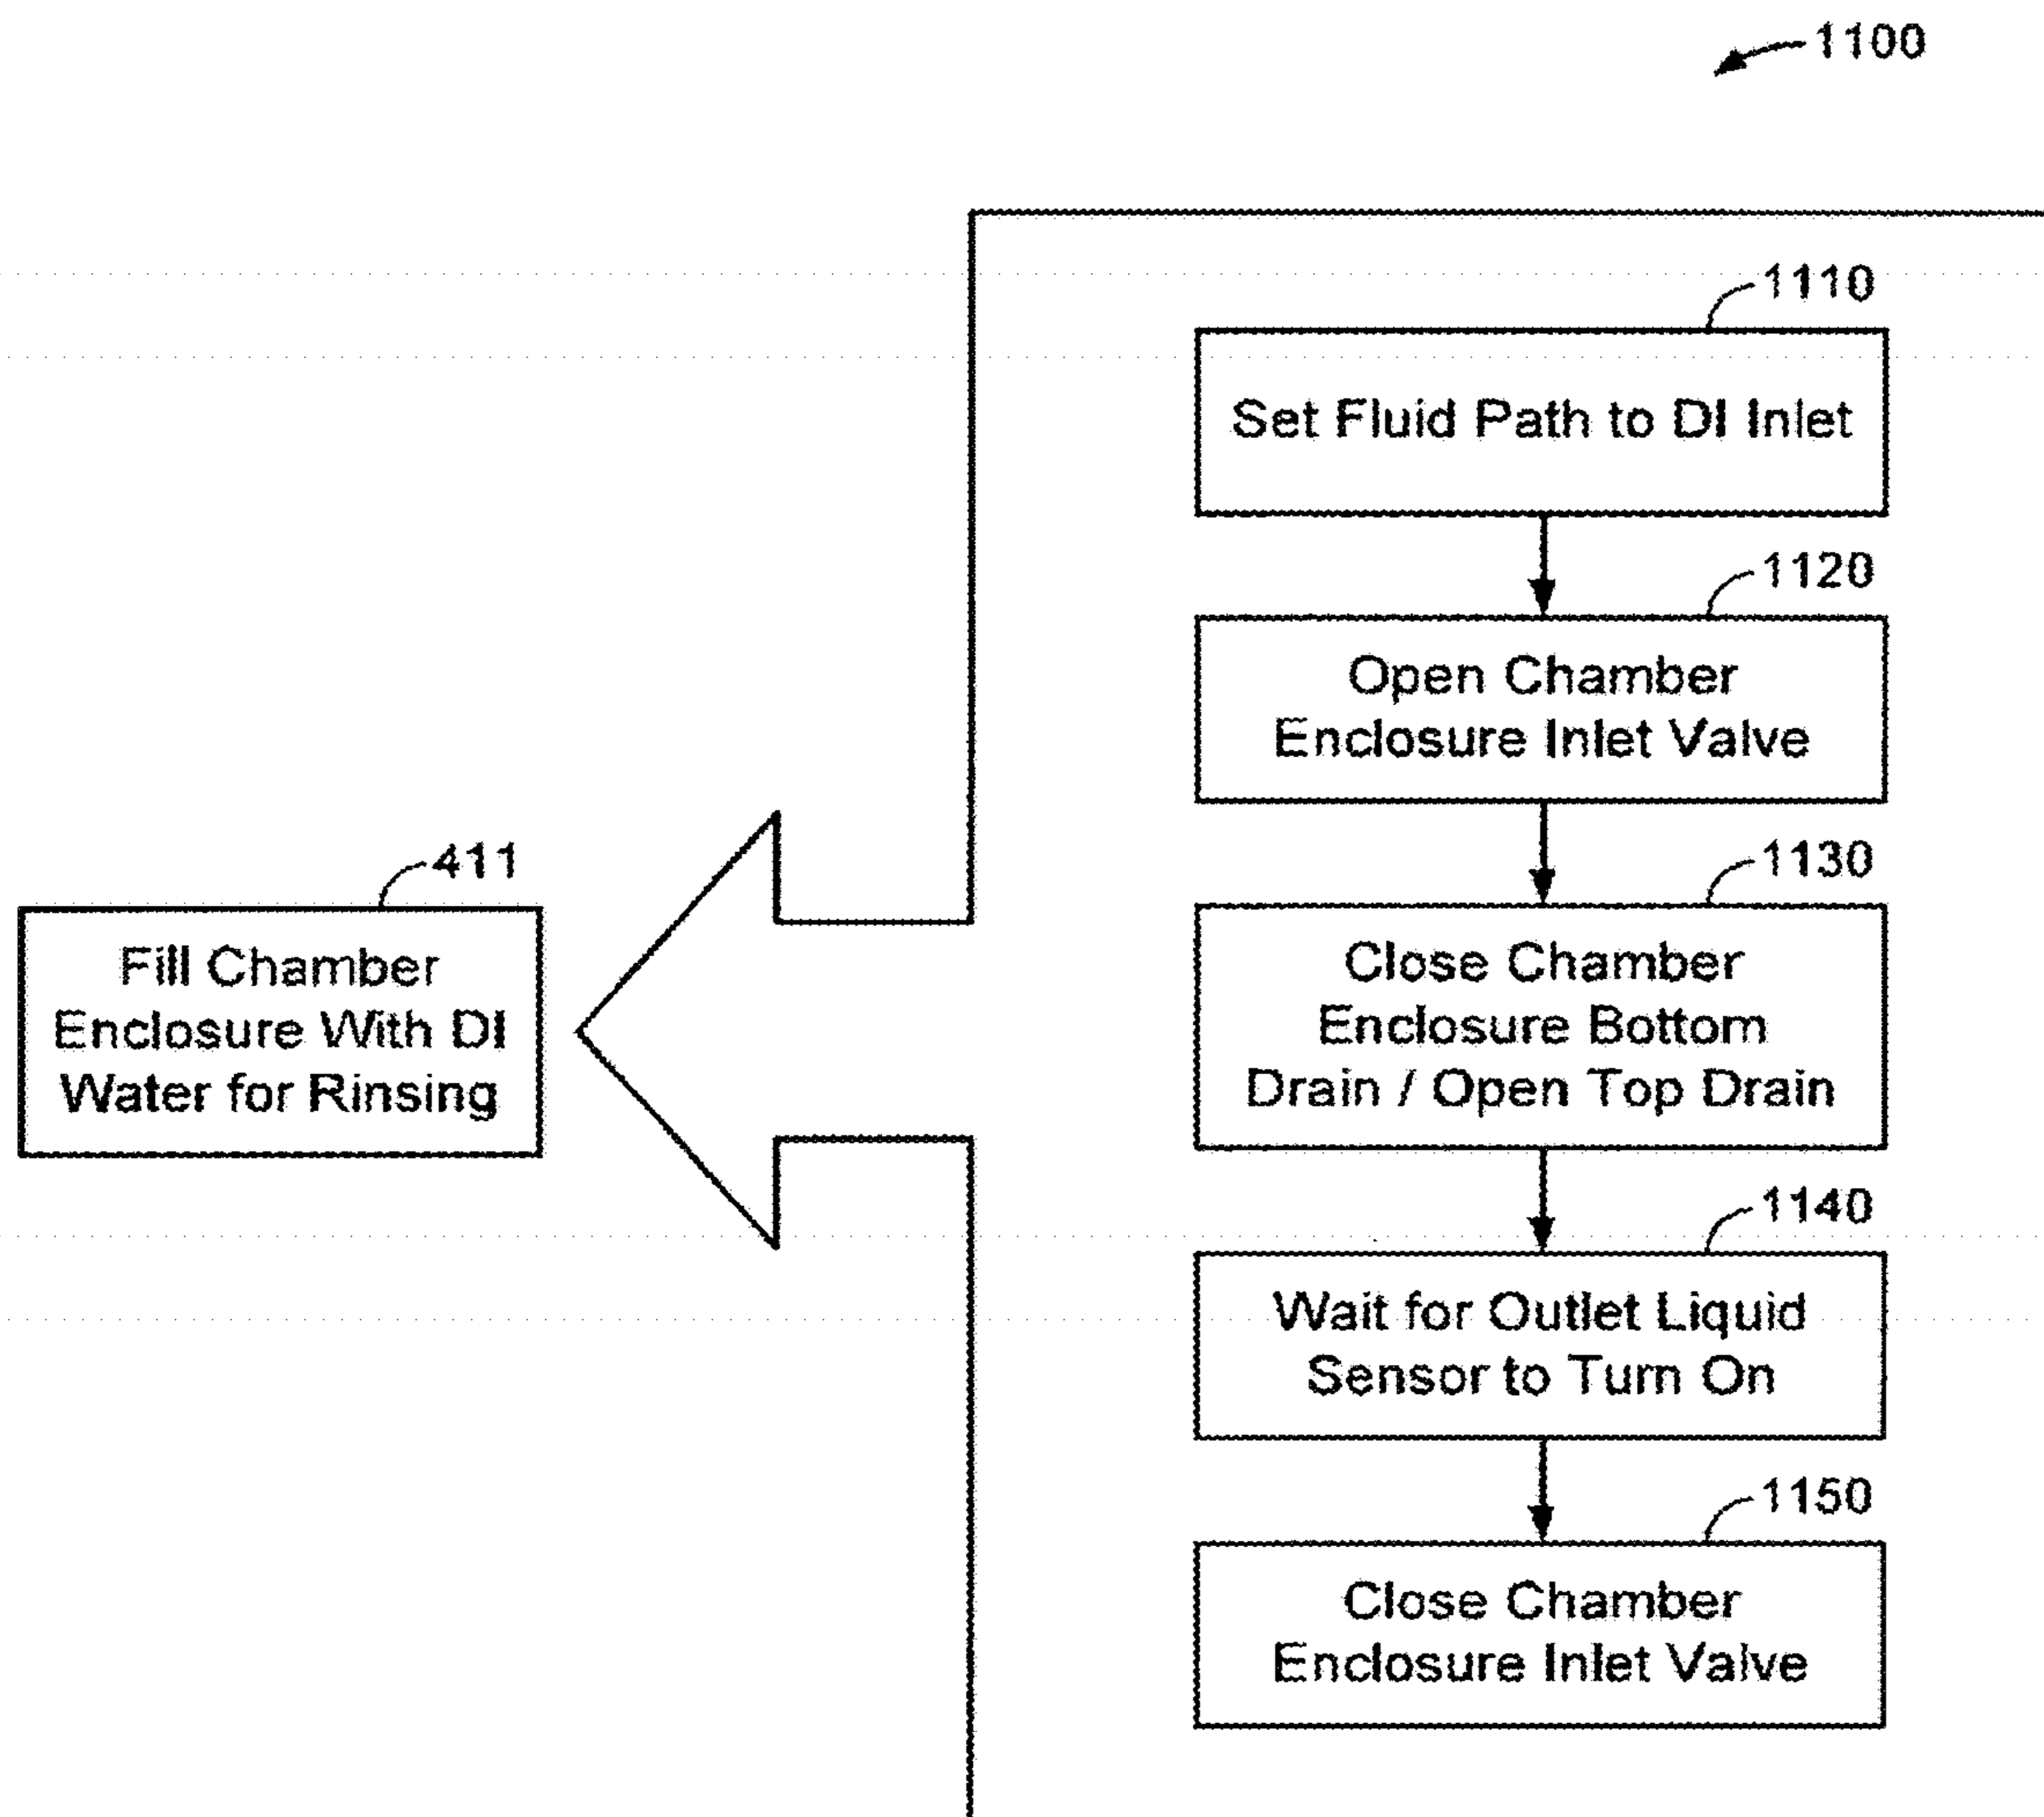 1100
1110
Set Fluid Path to DI Inlet
1120
Open Chamber
Enclosure Inlet Valve
1130
Close Chamber
Enclosure Bottom
Drain / Open Top Drain
411
Fill Chamber
Enclosure With DI
Water for Rinsing
1140
Wait for Outlet Liquid
Sensor to Turn On
1150
Close Chamber
Enclosure Inlet Valve